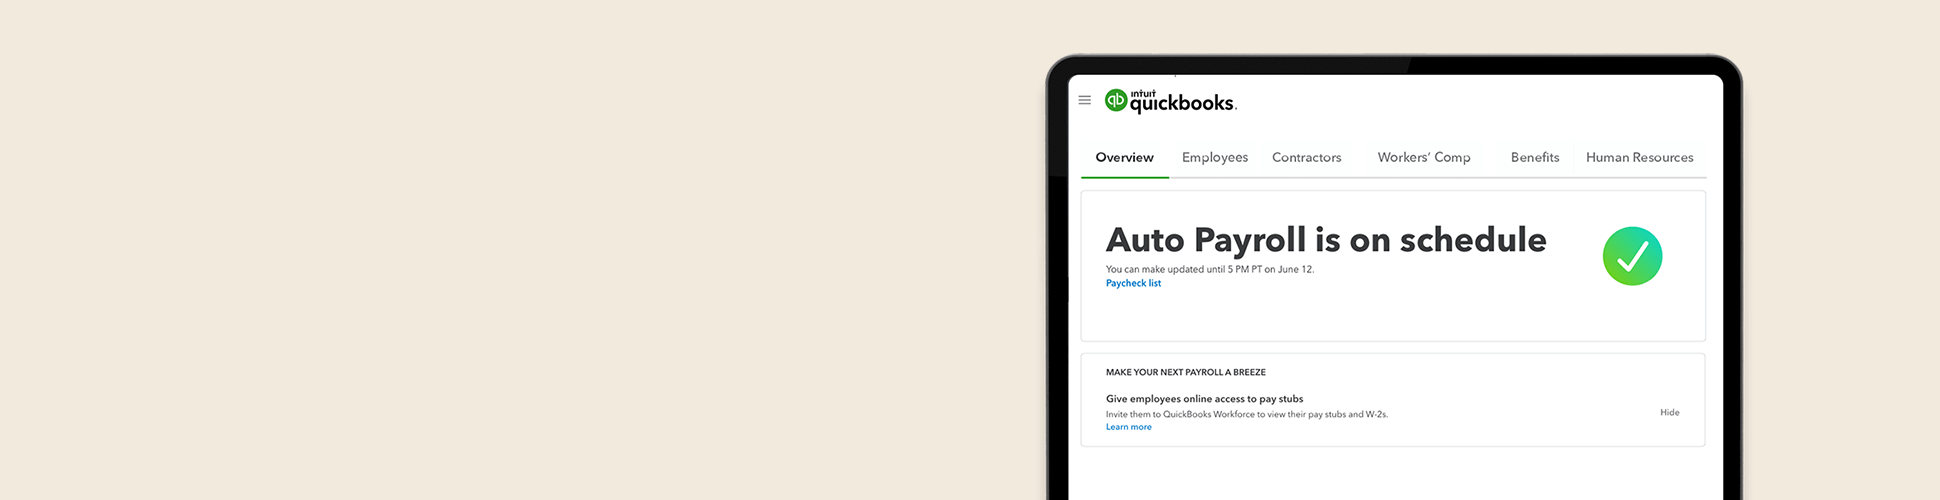 intuit
quickbooks.
Overview Employees Contractors Workers' Comp Benefits Human Resources
Auto Payroll is on schedule
You can make updated until 5 PM PT on June 12.
Paycheck list
MAKE YOUR NEXT PAYROLL A BREEZE
Give employees online access to pay stubs
Invite them to QuickBooks Workforce to view their pay stubs and W-2s.
Hide
Learn more